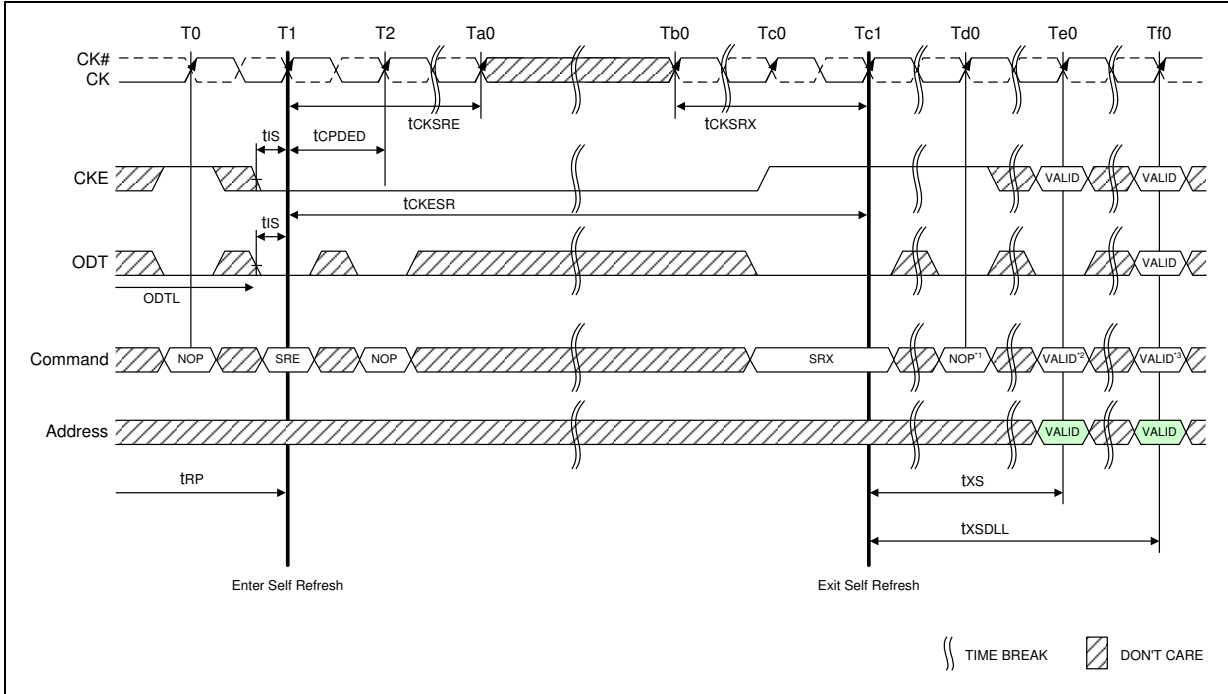 T0 T1 T2 Ta0 Tb0 Tc0 Tc1 Td0 Te0 Tf0
CK#
CK
tCKSRE tCKSRX
tIS tCPDED
CKE VALID VALID
tCKESR
tIS
ODT VALID
ODTL
Command NOP SRE NOP SRX NOP*1 VALID*2 VALID*3
Address VALID VALID
tRP tXS
tXSDLL
Enter Self Refresh Exit Self Refresh
TIME BREAK DON'T CARE